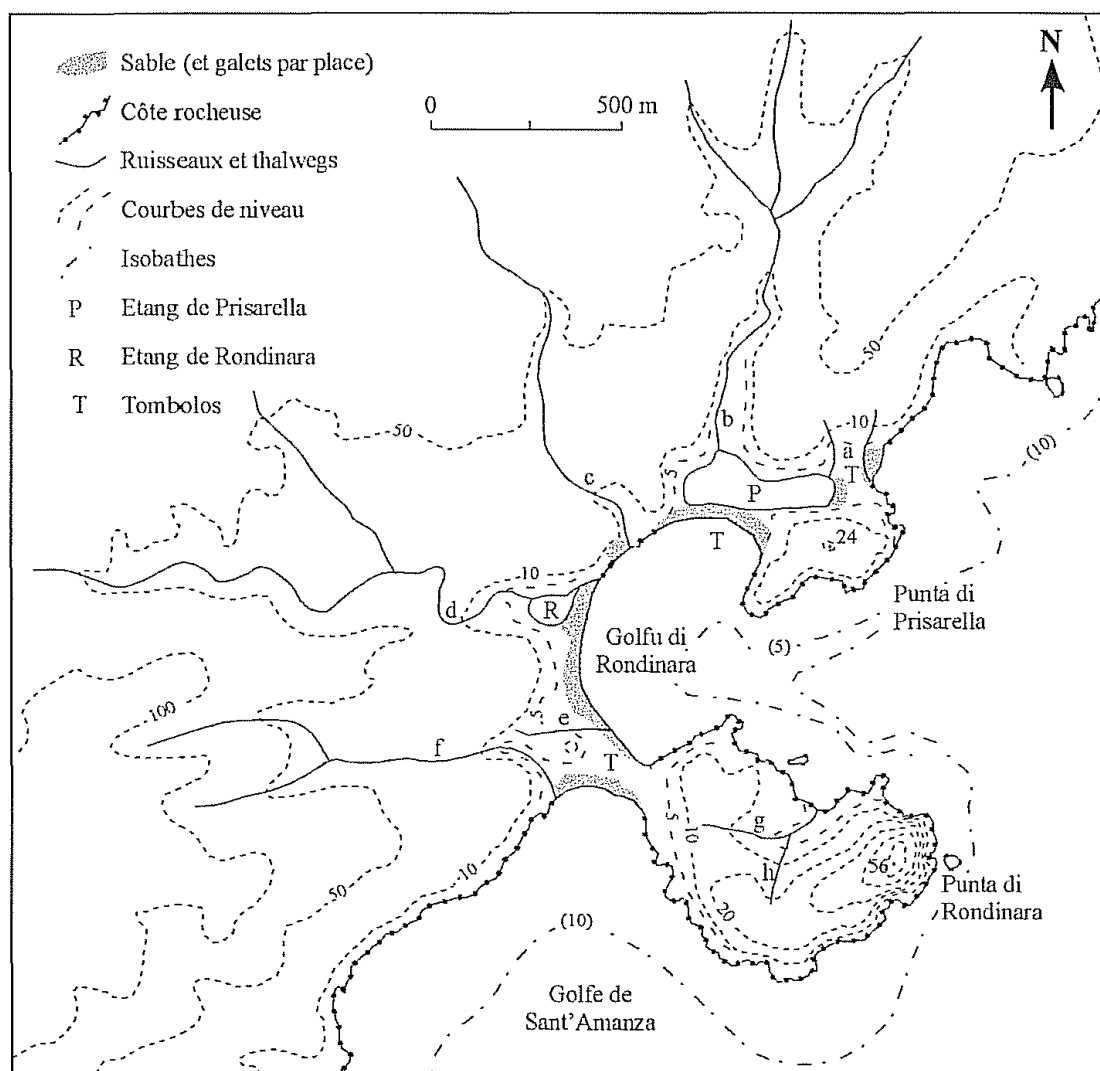 Sable (et galets par place)
Côte rocheuse
Ruisseaux et thalwegs
Courbes de niveau
Isobathes
P Etang de Prisarella
R Etang de Rondinara
T Tombolos
0 500 m
N
50
50
(10)
b
10
a
T
5
P
c
T
24
10
Punta di
Prisarella
R
d
Golfu di
Rondinara
(5)
100
5
e
f
T
g
5
10
h
56
10
50
20
Punta di
Rondinara
(10)
Golfe de
Sant'Amanza